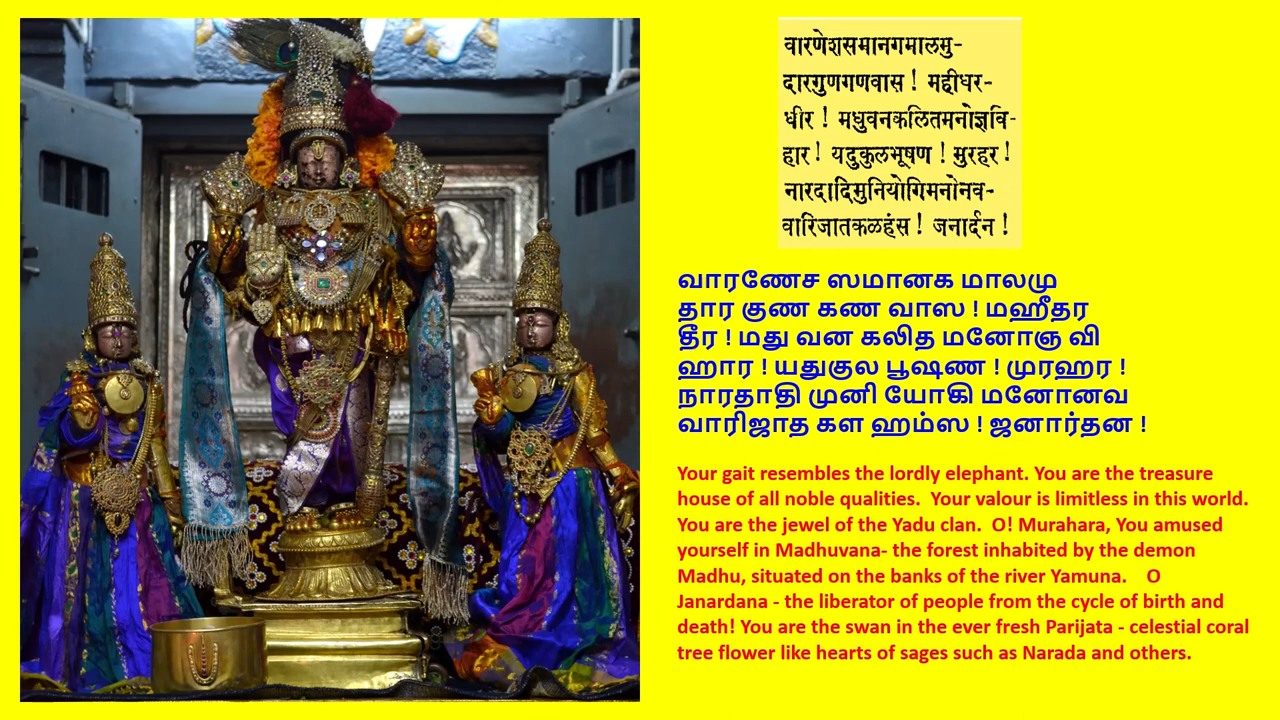 वारणेशसमानगमालमु-
दारगुणगणवास ! महीधर-
धीर ! मधुवनकलितमनोज्ञवि-
हार ! यदुकुलभूषण ! मुरहर !
नारदादिमुनियोगिमनोनव-
वारिजातकळहंस ! जनार्दन !
வாரணேச ஸமானக மாலமு
தார குண கண வாஸ ! மஹீதர
தீர ! மது வன கலித மனோஞ வி
ஹார ! யதுகுல பூஷண ! முரஹர !
நாரதாதி முனி யோகி மனோனவ
வாரிஜாத கள ஹம்ஸ ! ஜனார்தன !
Your gait resembles the lordly elephant. You are the treasure
house of all noble qualities.  Your valour is limitless in this world.
You are the jewel of the Yadu clan.  O! Murahara, You amused
yourself in Madhuvana- the forest inhabited by the demon
Madhu, situated on the banks of the river Yamuna.    O
Janardana - the liberator of people from the cycle of birth and
death! You are the swan in the ever fresh Parijata - celestial coral
tree flower like hearts of sages such as Narada and others.